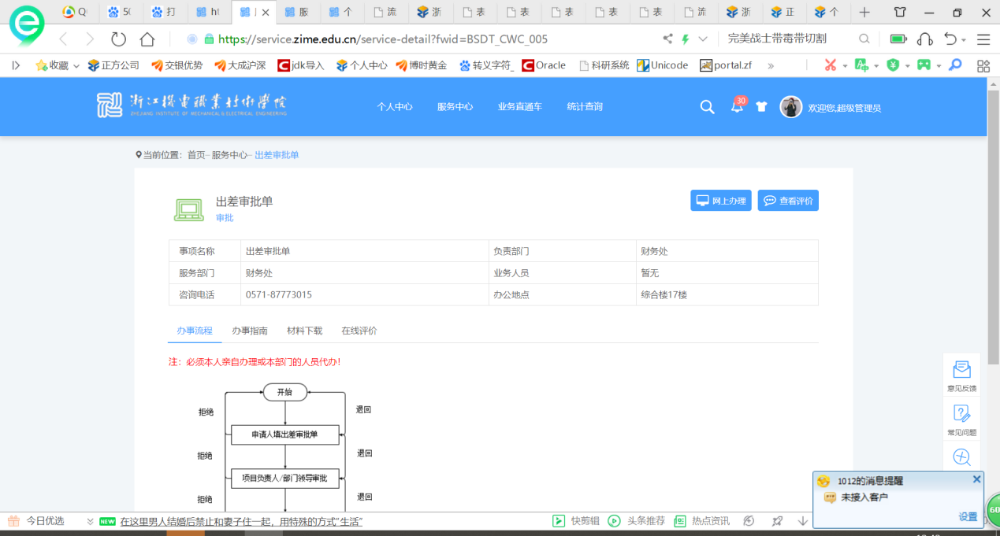 Q
50
打
ht
服
个
流
浙
表
表
表
表
表
流
浙
正
个
https://service.zime.edu.cn/service-detail?fwid=BSDT_CWC_005
完美战士带毒带切割
收藏
正方公司
交银优势
大成沪深
jdk导入
个人中心
博时黄金
转义字符_
Oracle
科研系统
Unicode
portal.zf
»
浙江机电职业技术学院
ZHEJIANG INSTITUTE OF MECHANICAL & ELECTRICAL ENGINEERING
个人中心
服务中心
业务直通车
统计查询
30
欢迎您,超级管理员
当前位置：首页-- 服务中心-- 出差审批单
出差审批单
审批
网上办理
查看评价
事项名称 出差审批单 负责部门 财务处
服务部门 财务处 业务人员 暂无
咨询电话 0571-87773015 办公地点 综合楼17楼
办事流程 办事指南 材料下载 在线评价
注：必须本人亲自办理或本部门的人员代办！
开始
拒绝
退回
申请人填出差审批单
拒绝
退回
项目负责人/部门领导审批
拒绝
退回
意见反馈
常见问题
1012的消息提醒
未接入客户
设置
60
今日优选
NEW
在这里男人结婚后禁止和妻子住一起，用特殊的方式“生活”
快剪辑
头条推荐
热点资讯